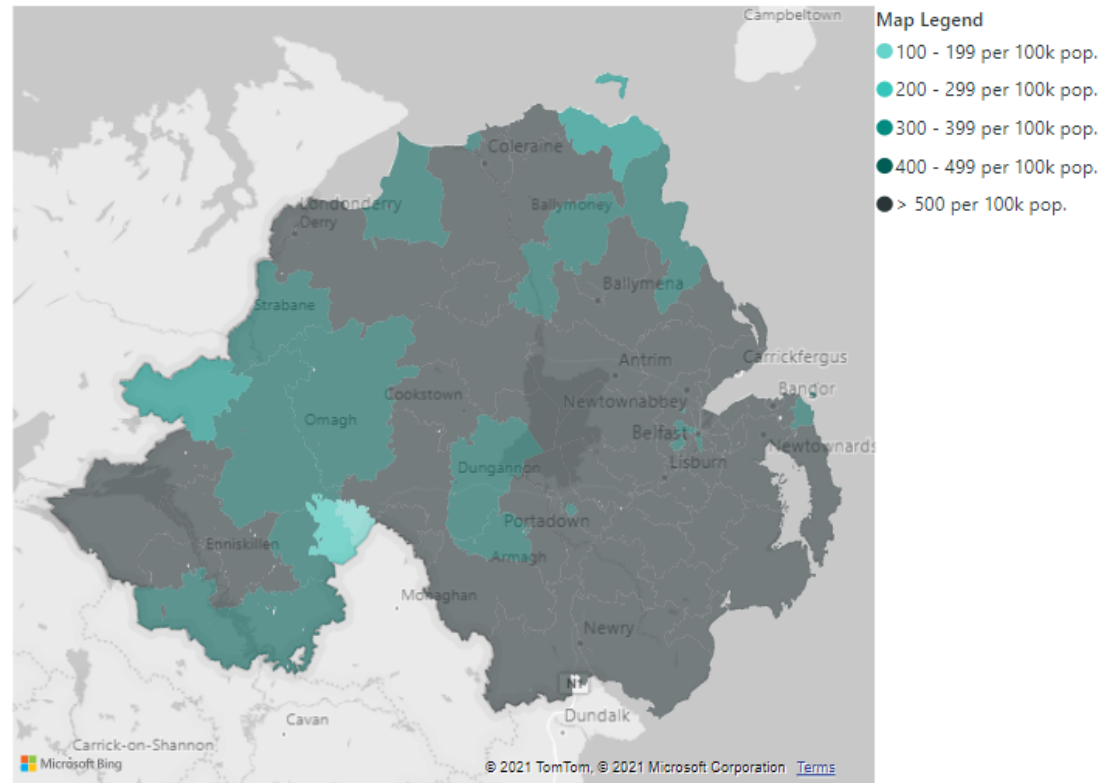 Campbeltown
Map Legend
100 - 199 per 100k pop.
200 - 299 per 100k pop.
300 - 399 per 100k pop.
400 - 499 per 100k pop.
> 500 per 100k pop.
Coleraine
Londonderry
Derry
Ballymoney
Ballymena
Strabane
Antrim
Carrickfergus
Cookstown
Newtownabbey
Bandor
Omagh
Belfast
Newtownards
Lisburn
Dungannon
Portadown
Enniskillen
Armagh
Monaghan
Newry
N1
Dundalk
Cavan
Carrick-on-Shannon
Microsoft Bing
© 2021 TomTom, © 2021 Microsoft Corporation Terms